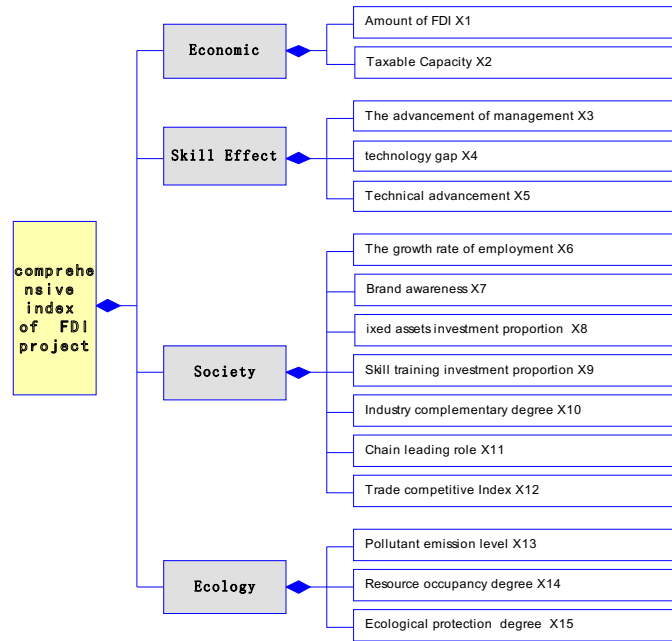 comprehe
nsive
index
of FDI
project
Economic
Amount of FDI X1
Taxable Capacity X2
Skill Effect
The advancement of management X3
technology gap X4
Technical advancement X5
Society
The growth rate of employment X6
Brand awareness X7
ixed assets investment proportion X8
Skill training investment proportion X9
Industry complementary degree X10
Chain leading role X11
Trade competitive Index X12
Ecology
Pollutant emission level X13
Resource occupancy degree X14
Ecological protection degree X15